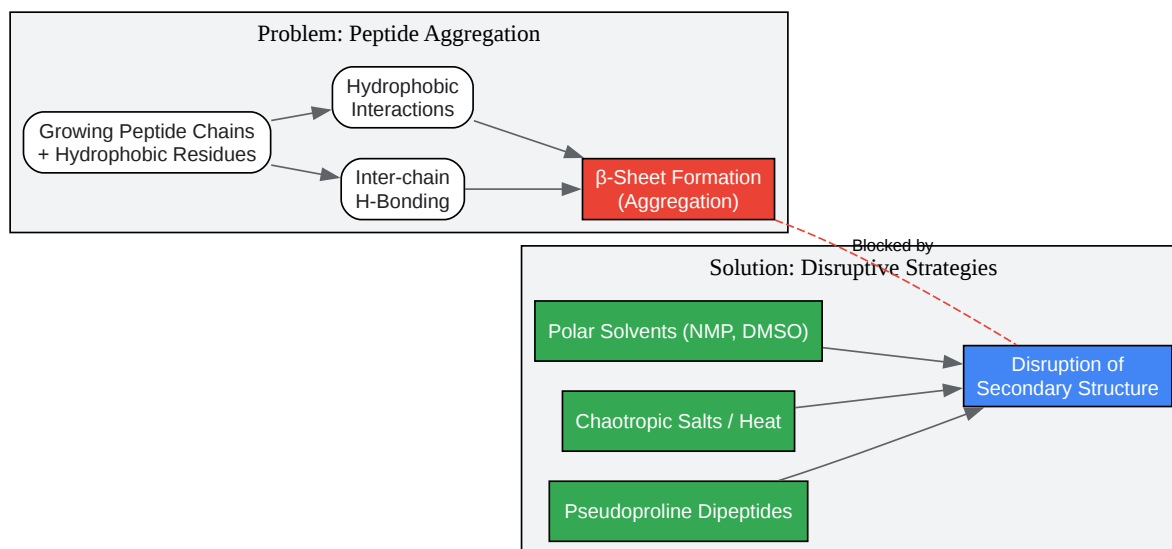 Problem: Peptide Aggregation
Growing Peptide Chains
+ Hydrophobic Residues
Hydrophobic
Interactions
Inter-chain
H-Bonding
β-Sheet Formation
(Aggregation)
Blocked by
Solution: Disruptive Strategies
Polar Solvents (NMP, DMSO)
Chaotropic Salts / Heat
Pseudoproline Dipeptides
Disruption of
Secondary Structure